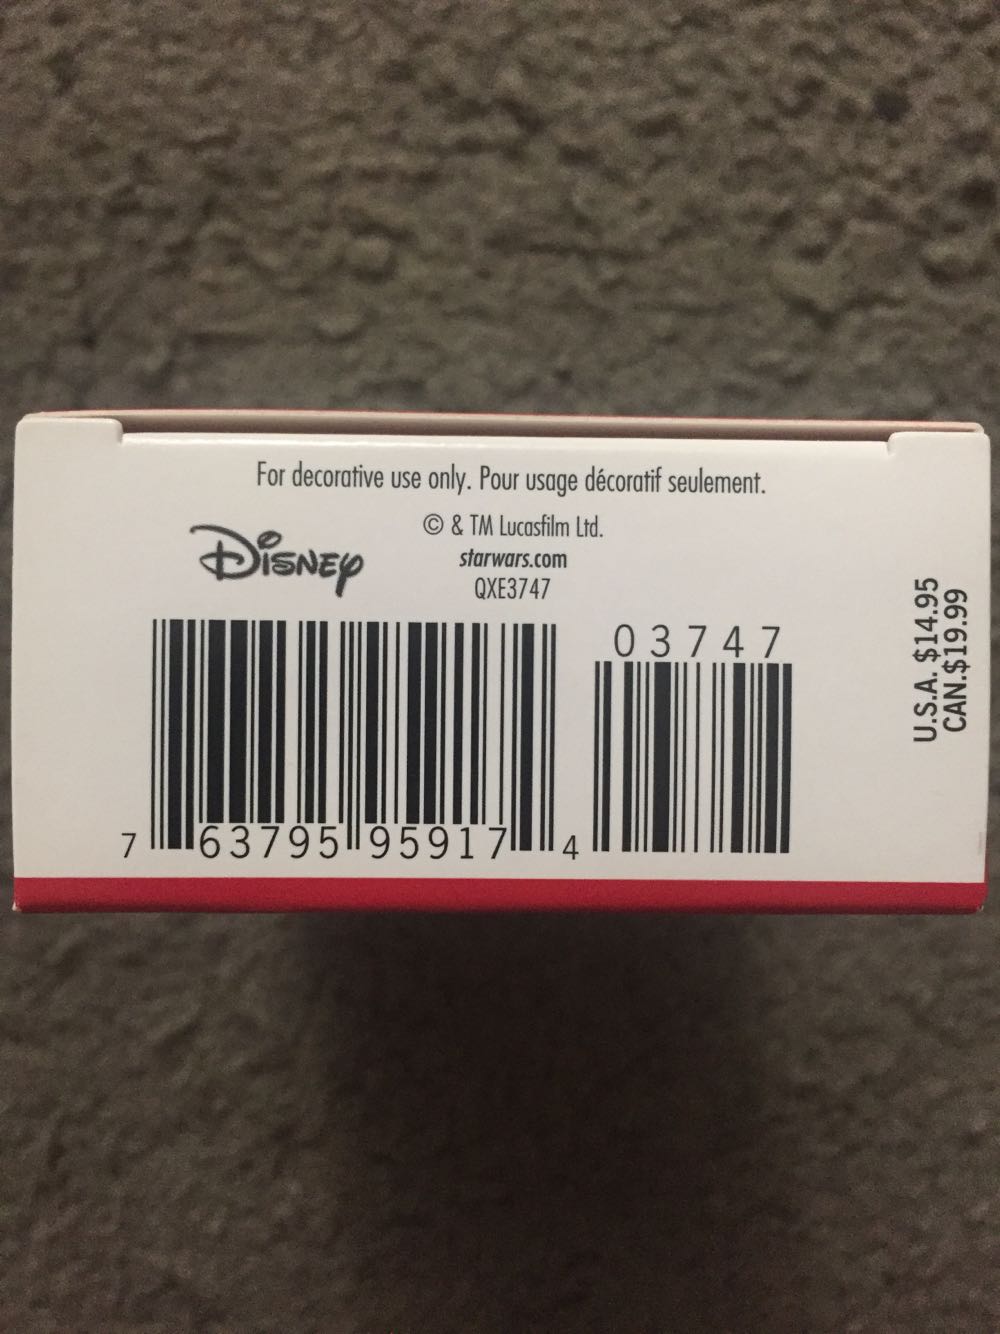 For decorative use only. Pour usage décoratif seulement.
© & TM Lucasfilm Ltd.
Disney
starwars.com
QXE3747
03747
7 63795 95917 4
U.S.A. $14.95
CAN.$19.99